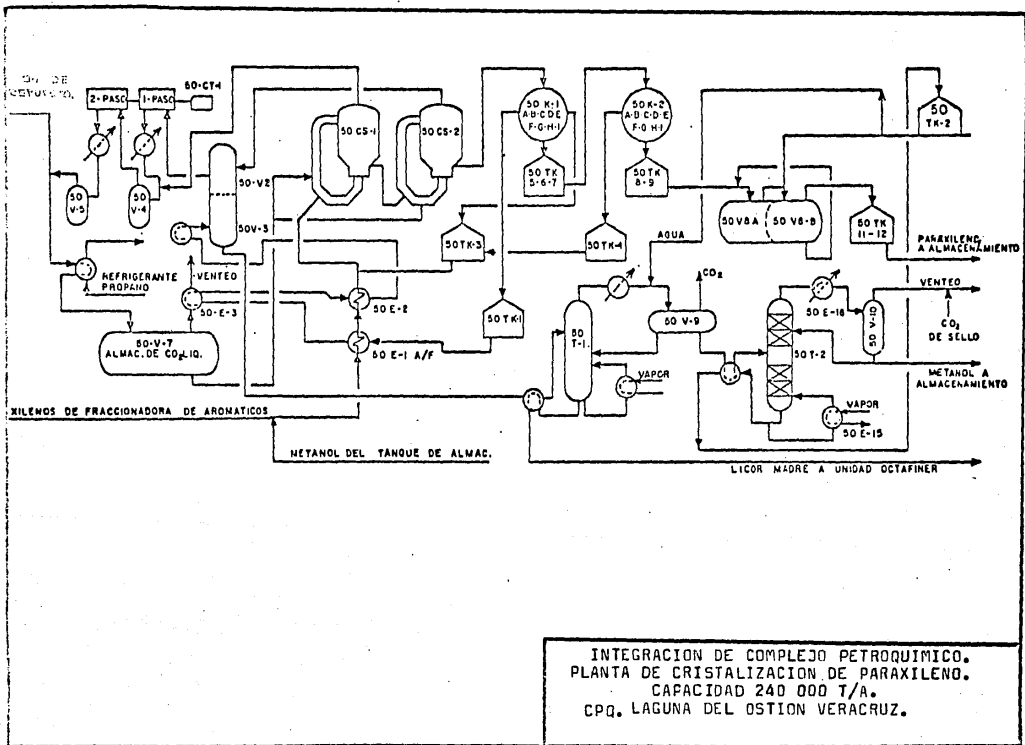 DE
REPUESTO.
2-PASO
1-PASO
50-CT-1
50
V-5
50
V-4
50-V2
50V-3
50 CS-1
50 CS-2
50 K-1
A-B-C-D-E
F-G-H-I
50 K-2
A-B-C-D-E
F-G-H-I
50 TK
5-6-7
50 TK
8-9
50
TK-2
50 V8A
50 V8-B
50 TK
11-12
PARAXILENO
A ALMACENAMIENTO
50 TK-3
50 TK-4
AGUA
CO₂
REFRIGERANTE
PROPANO
VENTEO
50-E-3
50 E-2
50 E-1 A/F
50 TK-1
50-V-7
ALMAC. DE CO₂ LIQ.
50
T-1
50 V-9
VAPOR
50 T-2
50 E-16
50 V-10
VENTEO
CO₂
DE SELLO
METANOL A
ALMACENAMIENTO
VAPOR
50 E-15
XILENOS DE FRACCIONADORA DE AROMATICOS
METANOL DEL TANQUE DE ALMAC.
LICOR MADRE A UNIDAD OCTAFINER
INTEGRACION DE COMPLEJO PETROQUIMICO.
PLANTA DE CRISTALIZACION DE PARAXILENO.
CAPACIDAD 240 000 T/A.
CPQ. LAGUNA DEL OSTION VERACRUZ.